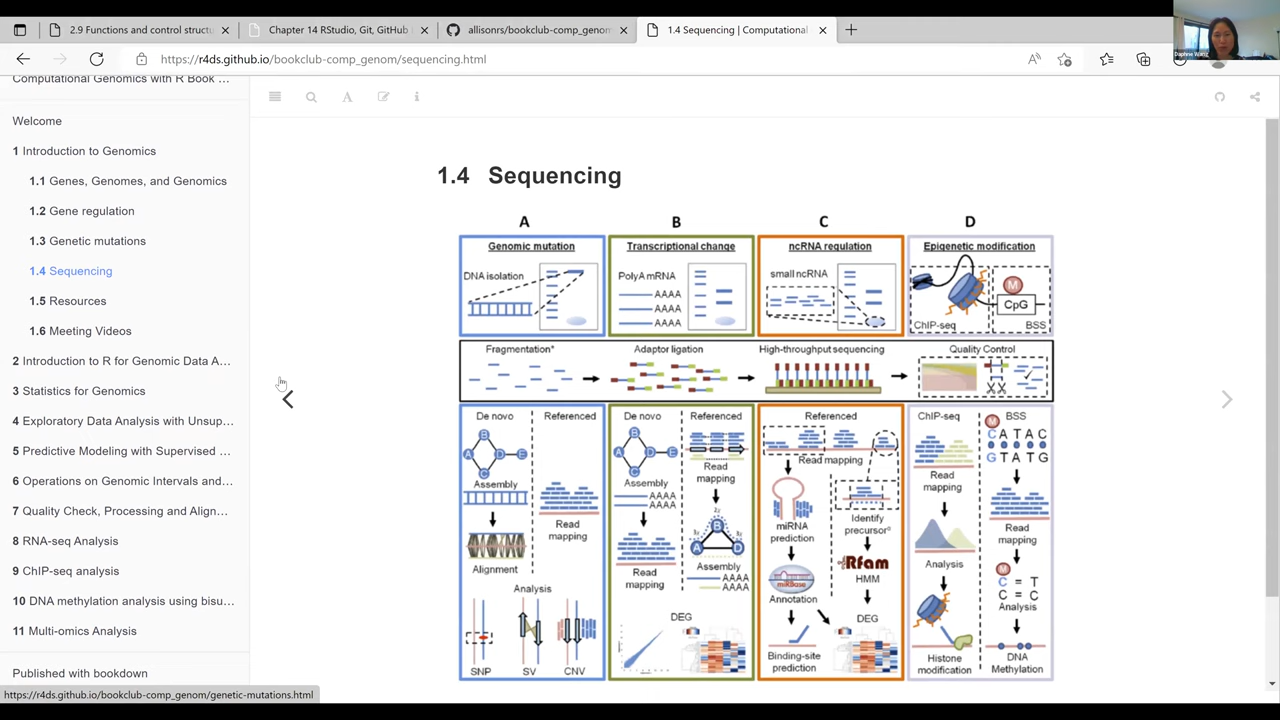 2.9 Functions and control structu
Chapter 14 RStudio, Git, GitHub
allisonrs/bookclub-comp_genom
1.4 Sequencing | Computational
Daphne Wang
https://r4ds.github.io/bookclub-comp_genom/sequencing.html
Computational Genomics with R Book ...
Welcome
1 Introduction to Genomics
1.1 Genes, Genomes, and Genomics
1.2 Gene regulation
1.3 Genetic mutations
1.4 Sequencing
1.5 Resources
1.6 Meeting Videos
2 Introduction to R for Genomic Data A...
3 Statistics for Genomics
4 Exploratory Data Analysis with Unsup...
5 Predictive Modeling with Supervised ...
6 Operations on Genomic Intervals and...
7 Quality Check, Processing and Align...
8 RNA-seq Analysis
9 ChIP-seq analysis
10 DNA methylation analysis using bisu...
11 Multi-omics Analysis
Published with bookdown
https://r4ds.github.io/bookclub-comp_genom/genetic-mutations.html
1.4 Sequencing
A B C D
Genomic mutation
DNA isolation
Transcriptional change
PolyA mRNA
AAAA
AAAA
AAAA
ncRNA regulation
small ncRNA
Epigenetic modification
M
CpG
ChIP-seq
BSS
Fragmentation*
Adaptor ligation
High-throughput sequencing
Quality Control
De novo
Referenced
B
A D E
C
Assembly
Read
mapping
Alignment
Analysis
SNP SV CNV
De novo
Referenced
B
A D E
C
Assembly
AAAA
AAAA
Read
mapping
Read
mapping
B
A D
Assembly
AAAA
AAAA
DEG
Referenced
Read mapping
miRNA
prediction
Identify
precursor°
miRBase
Annotation
Rfam
HMM
Binding-site
prediction
DEG
ChIP-seq
Read
mapping
Analysis
Histone
modification
BSS
M
CATAC
GTATG
Read
mapping
M
C = T
C = C
Analysis
DNA
Methylation